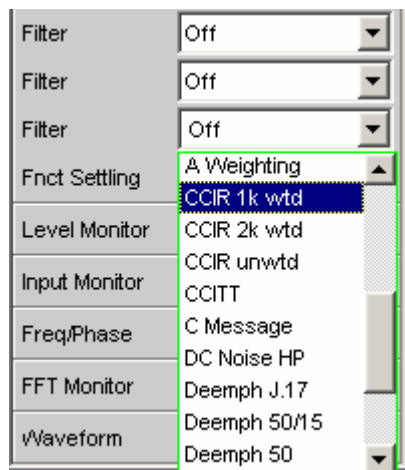 Filter Off
Filter Off
Filter Off
Fnct Settling
Level Monitor
Input Monitor
Freq/Phase
FFT Monitor
Waveform
A Weighting
CCIR 1k wtd
CCIR 2k wtd
CCIR unwtd
CCITT
C Message
DC Noise HP
Deemph J.17
Deemph 50/15
Deemph 50